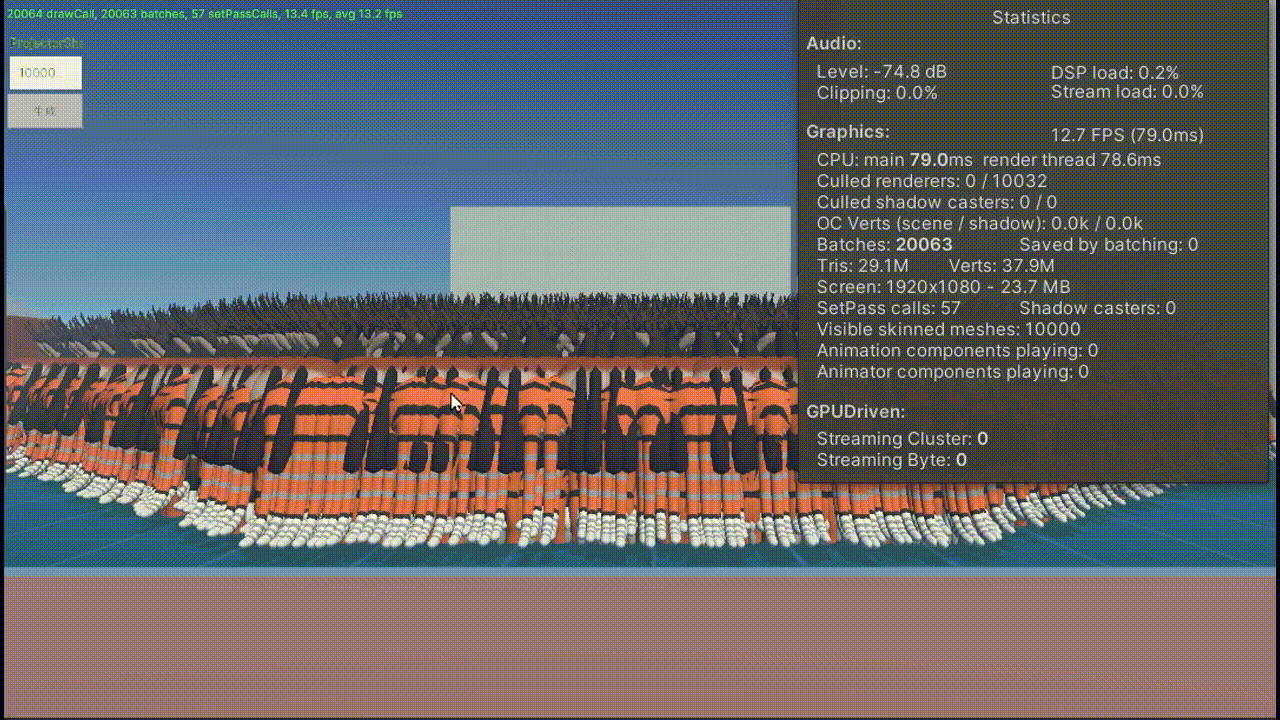 20064 drawCall, 20063 batches, 57 setPassCalls, 13.4 fps, avg 13.2 fps
ProjectorSha
10000
生成
Statistics
Audio:
Level: -74.8 dB DSP load: 0.2%
Clipping: 0.0% Stream load: 0.0%
Graphics: 12.7 FPS (79.0ms)
CPU: main 79.0ms render thread 78.6ms
Culled renderers: 0 / 10032
Culled shadow casters: 0 / 0
OC Verts (scene / shadow): 0.0k / 0.0k
Batches: 20063 Saved by batching: 0
Tris: 29.1M Verts: 37.9M
Screen: 1920x1080 - 23.7 MB
SetPass calls: 57 Shadow casters: 0
Visible skinned meshes: 10000
Animation components playing: 0
Animator components playing: 0
GPUDriven:
Streaming Cluster: 0
Streaming Byte: 0